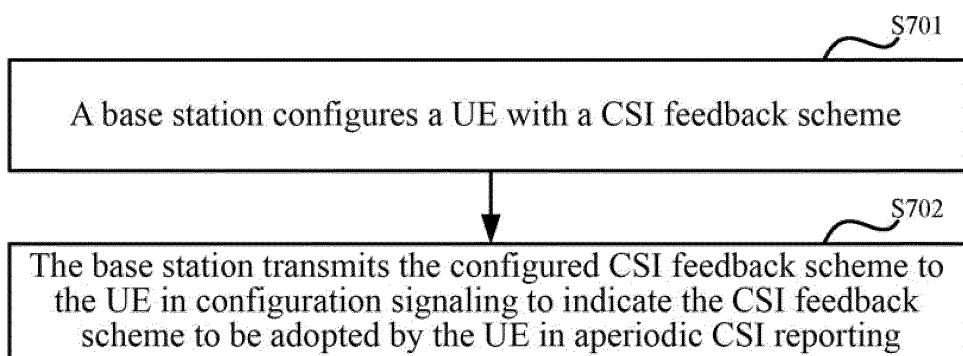 S701
A base station configures a UE with a CSI feedback scheme
S702
The base station transmits the configured CSI feedback scheme to
the UE in configuration signaling to indicate the CSI feedback
scheme to be adopted by the UE in aperiodic CSI reporting